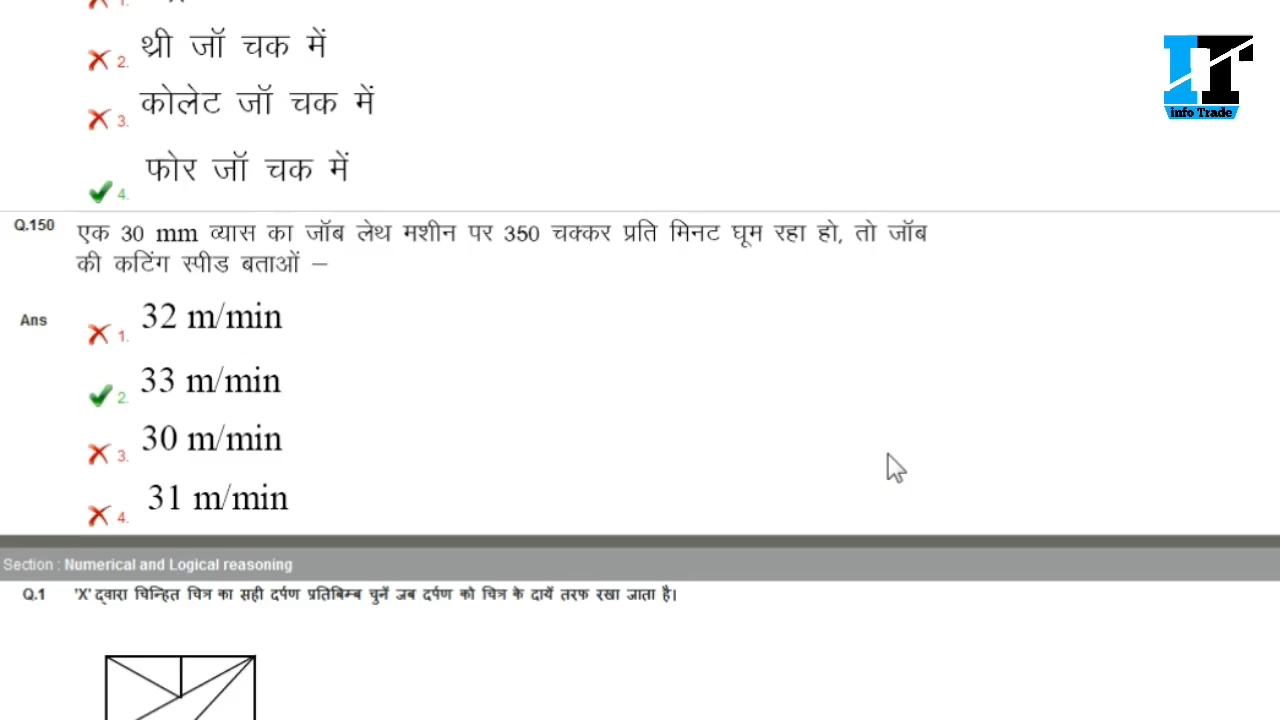 1.
2. थ्री जॉ चक में
info Trade
3. कोलेट जॉ चक में
4. फोर जॉ चक में
Q.150 एक 30 mm व्यास का जॉब लेथ मशीन पर 350 चक्कर प्रति मिनट घूम रहा हो, तो जॉब
की कटिंग स्पीड बताओं –
Ans 1. 32 m/min
2. 33 m/min
3. 30 m/min
4. 31 m/min
Section : Numerical and Logical reasoning
Q.1 'X' द्वारा चिन्हित चित्र का सही दर्पण प्रतिबिम्ब चुनें जब दर्पण को चित्र के दायें तरफ रखा जाता है।